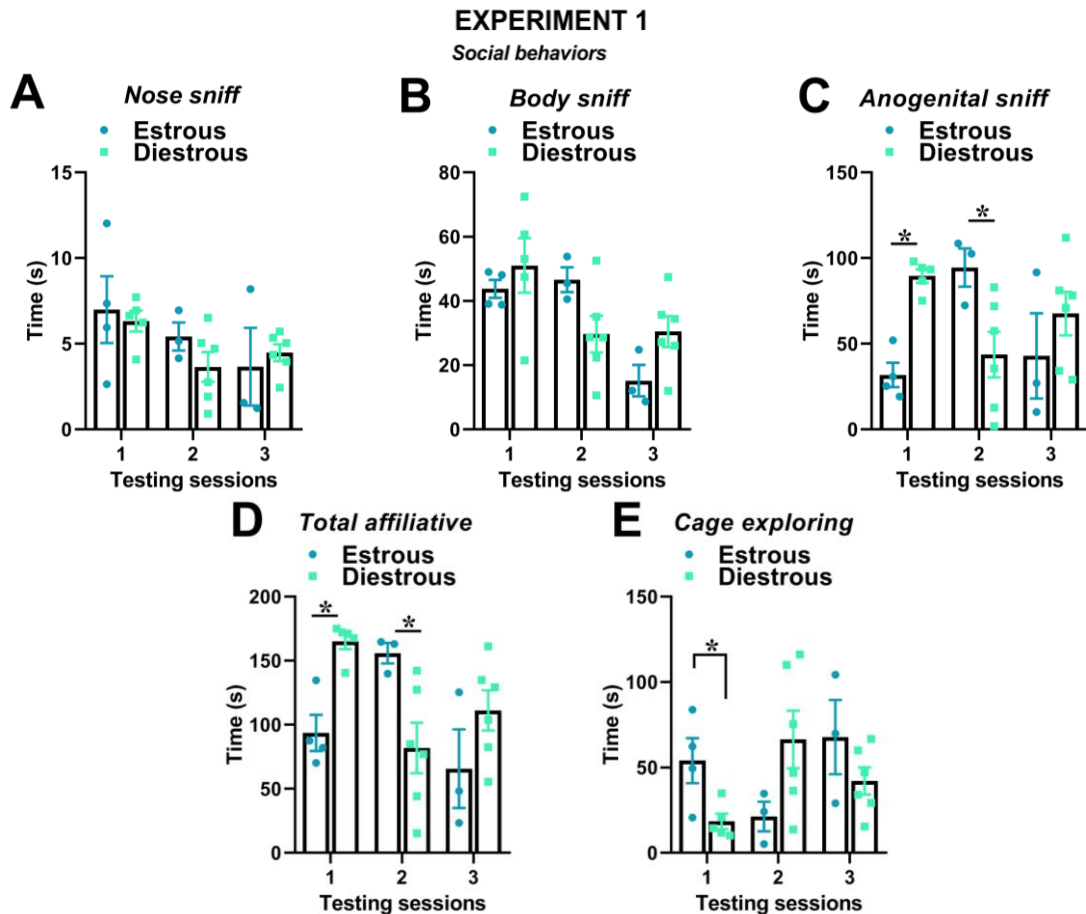 EXPERIMENT 1
Social behaviors
A Nose sniff
Estrous
Diestrous
15
10
5
0
Time (s)
1 2 3
Testing sessions
B Body sniff
Estrous
Diestrous
80
60
40
20
0
Time (s)
1 2 3
Testing sessions
C Anogenital sniff
Estrous
Diestrous
150
100
50
0
Time (s)
* *
1 2 3
Testing sessions
D Total affiliative
Estrous
Diestrous
200
150
100
50
0
Time (s)
* *
1 2 3
Testing sessions
E Cage exploring
Estrous
Diestrous
150
100
50
0
Time (s)
*
1 2 3
Testing sessions